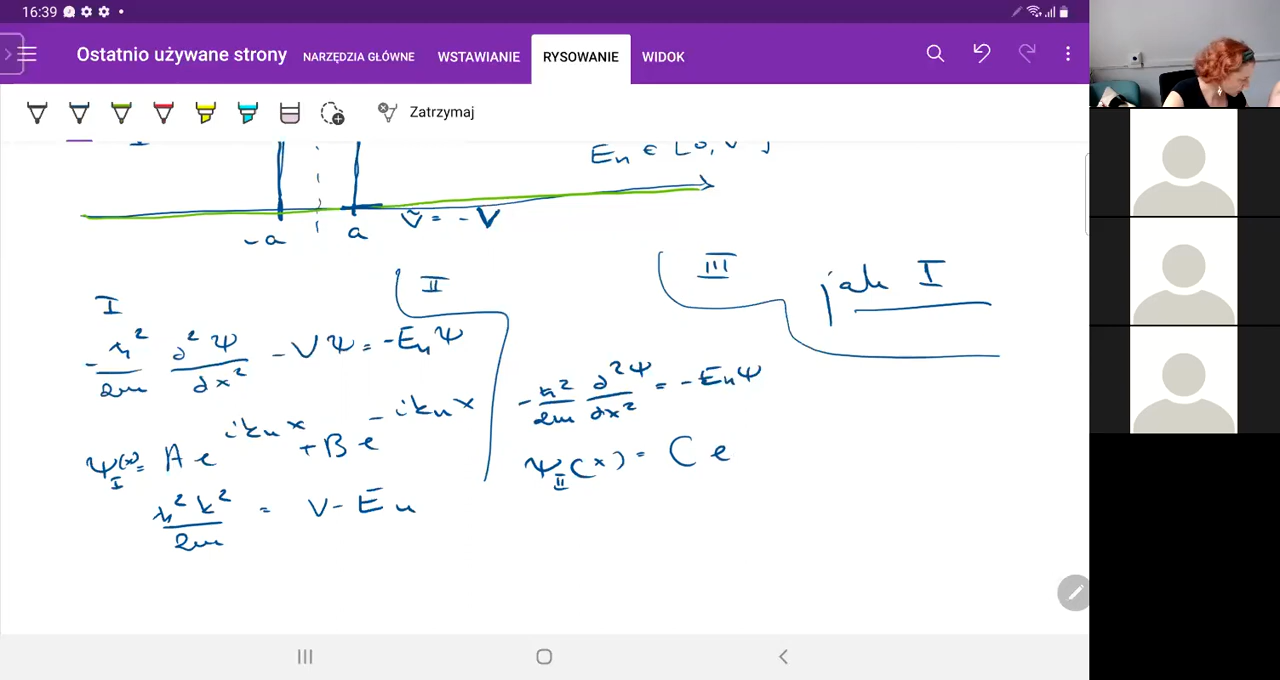 16:39
Ostatnio używane strony NARZĘDZIA GŁÓWNE WSTAWIANIE RYSOWANIE WIDOK
Zatrzymaj
I
Eₙ ∈ [0, V]
Ṽ = - V
-a a
I
-ħ²/2m ∂²Ψ/∂x² - VΨ = -EₙΨ
Ψ_I(x) = A e^{ikₙx} + B e^{-ikₙx}
ħ²k²/2m = V - Eₙ
II
-ħ²/2m ∂²Ψ/∂x² = -EₙΨ
Ψ_II(x) = C e
III
jak I